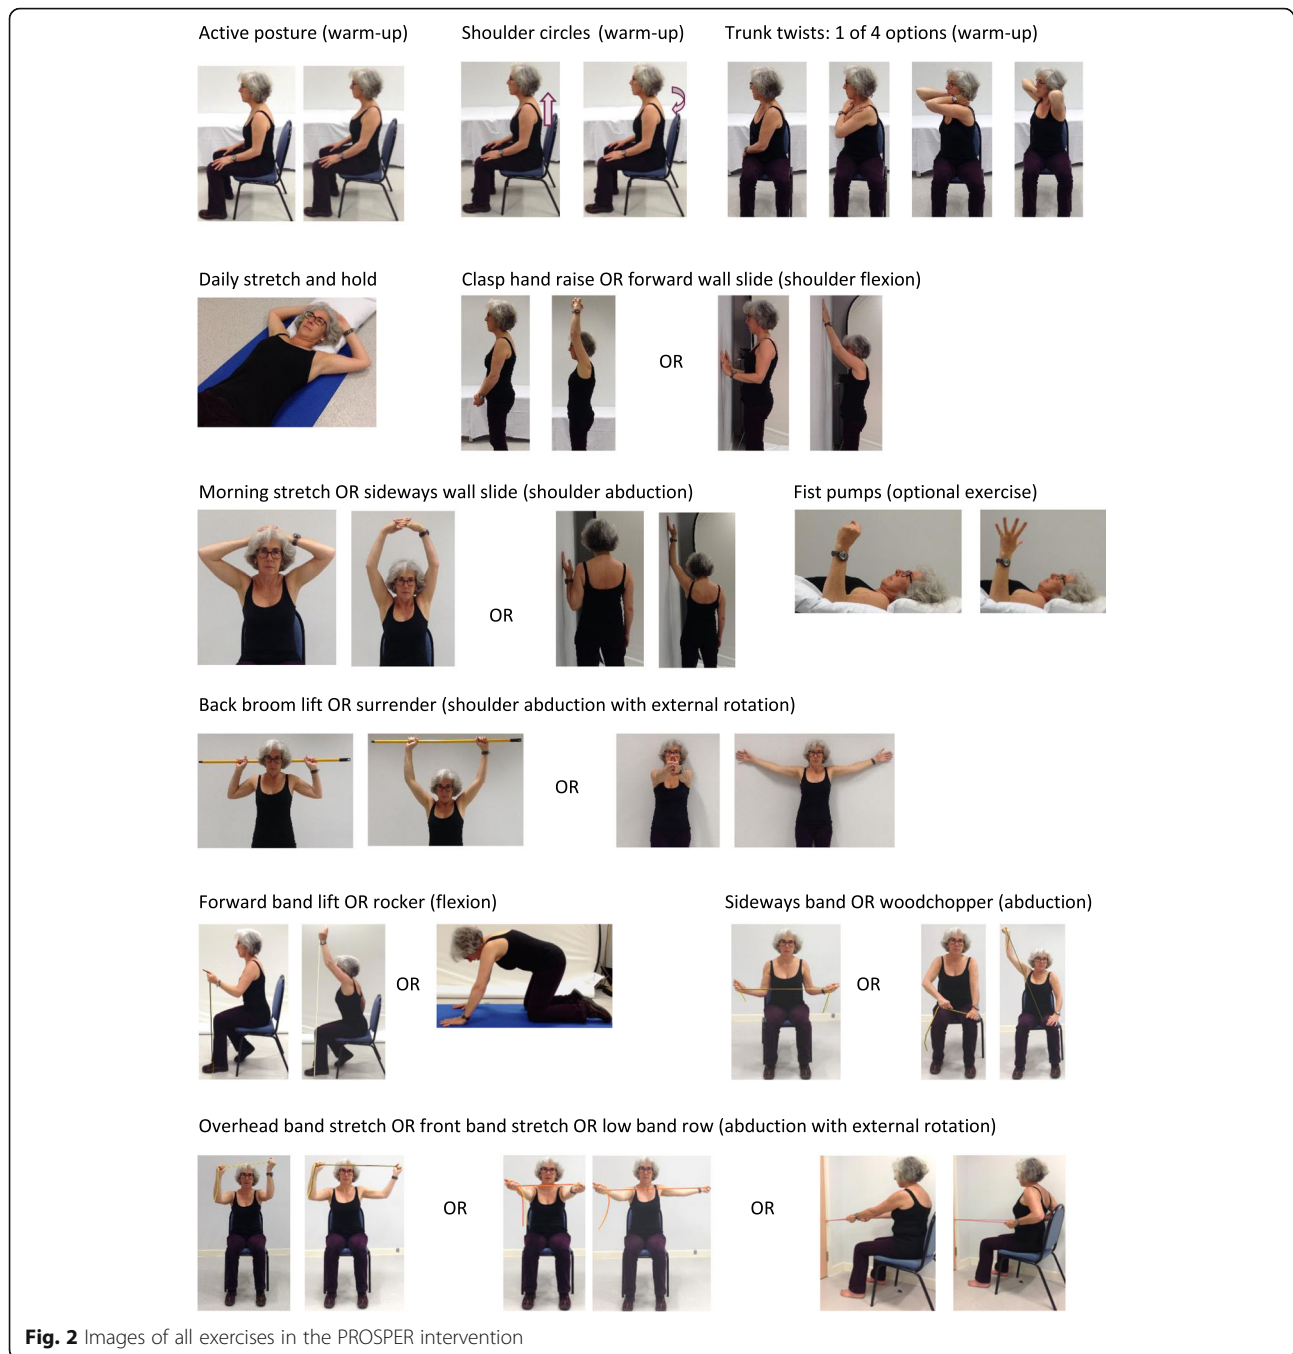 Active posture (warm-up)
Shoulder circles (warm-up)
Trunk twists: 1 of 4 options (warm-up)
Daily stretch and hold
Clasp hand raise OR forward wall slide (shoulder flexion)
OR
Morning stretch OR sideways wall slide (shoulder abduction)
Fist pumps (optional exercise)
OR
Back broom lift OR surrender (shoulder abduction with external rotation)
OR
Forward band lift OR rocker (flexion)
Sideways band OR woodchopper (abduction)
OR
OR
Overhead band stretch OR front band stretch OR low band row (abduction with external rotation)
OR
OR
Fig. 2 Images of all exercises in the PROSPER intervention